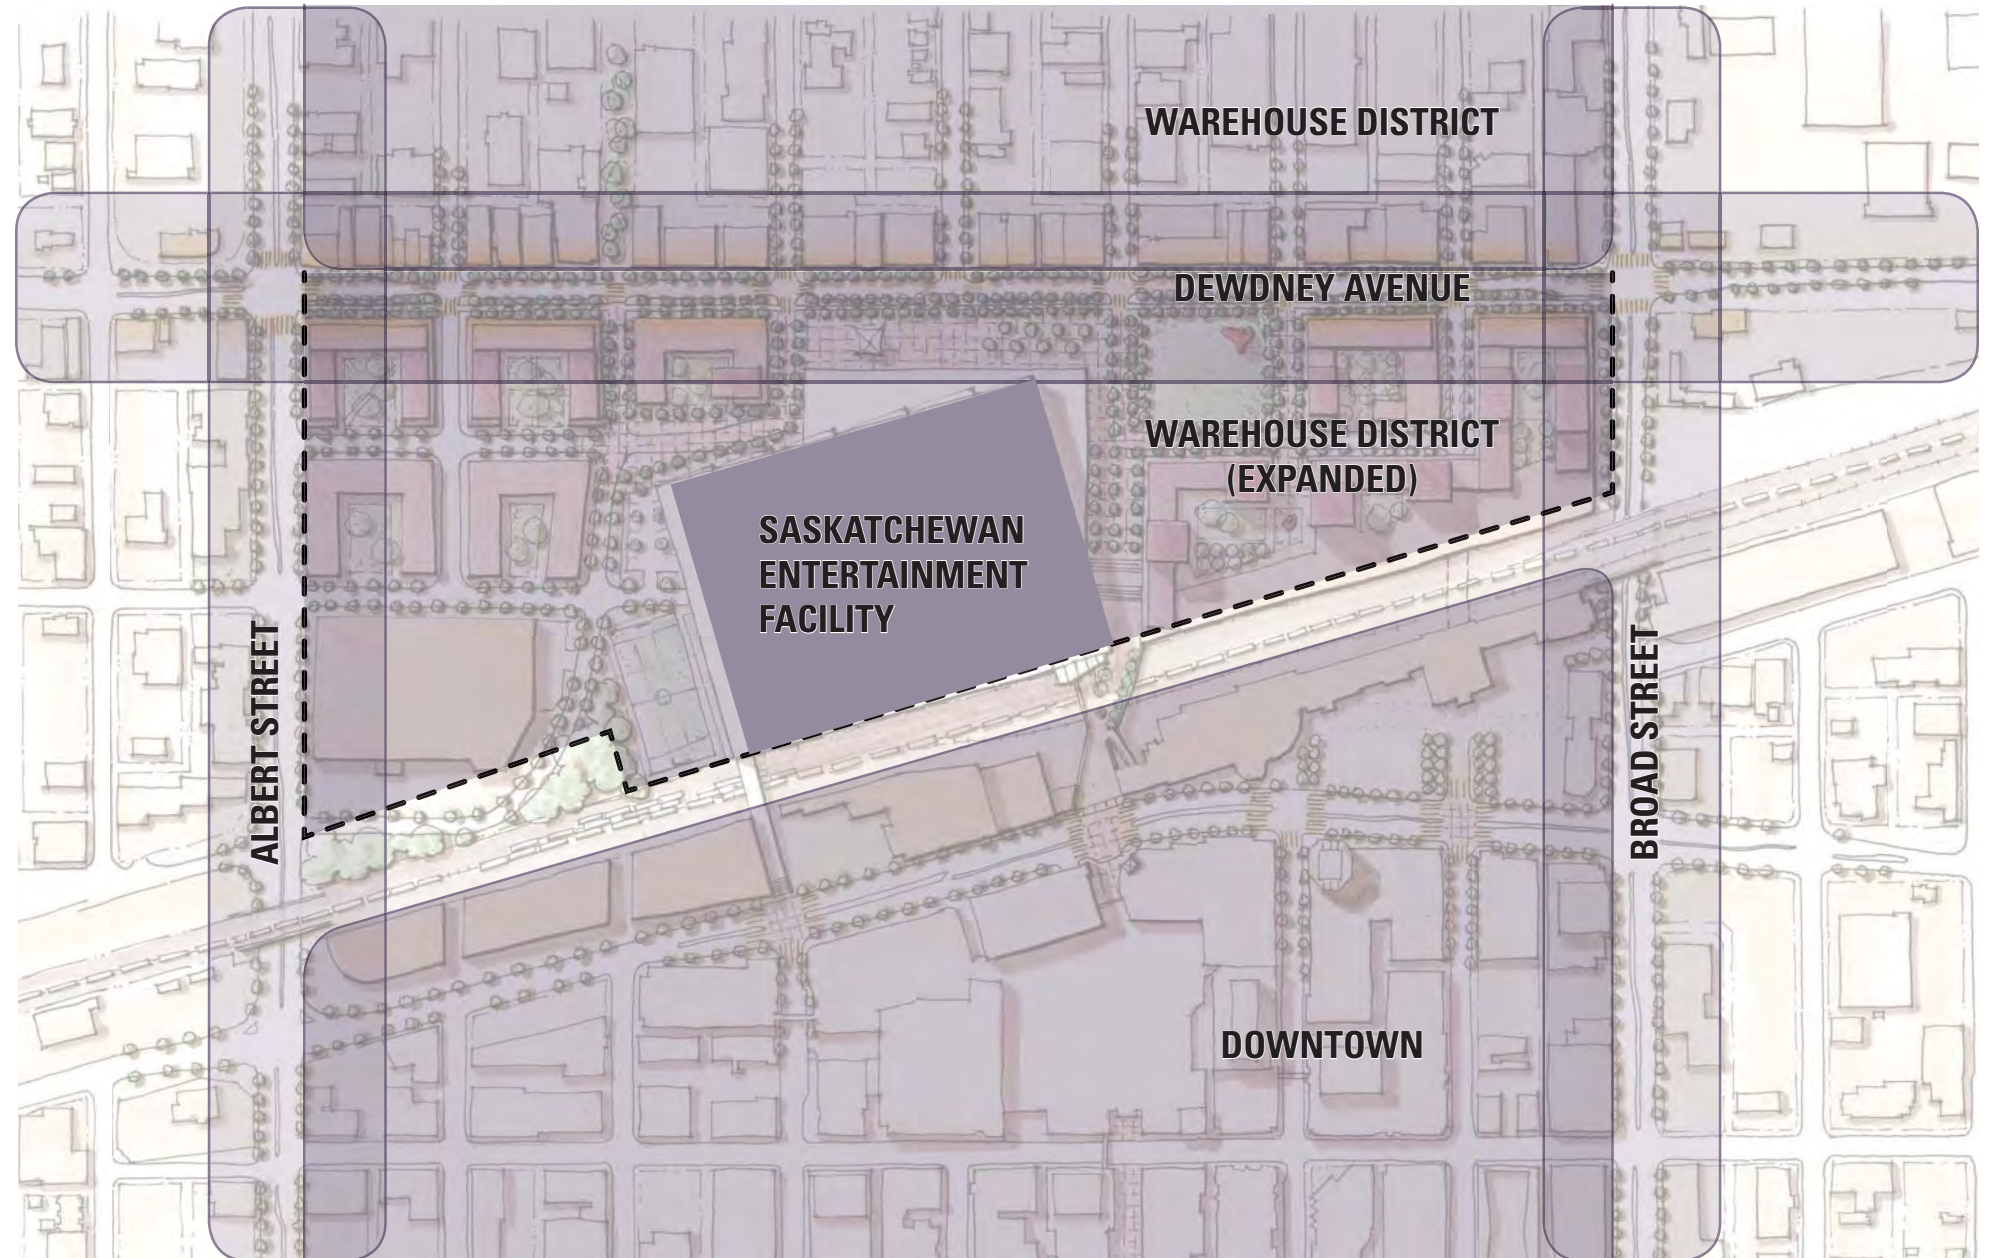 WAREHOUSE DISTRICT
DEWDNEY AVENUE
WAREHOUSE DISTRICT
(EXPANDED)
SASKATCHEWAN
ENTERTAINMENT
FACILITY
ALBERT STREET
BROAD STREET
DOWNTOWN